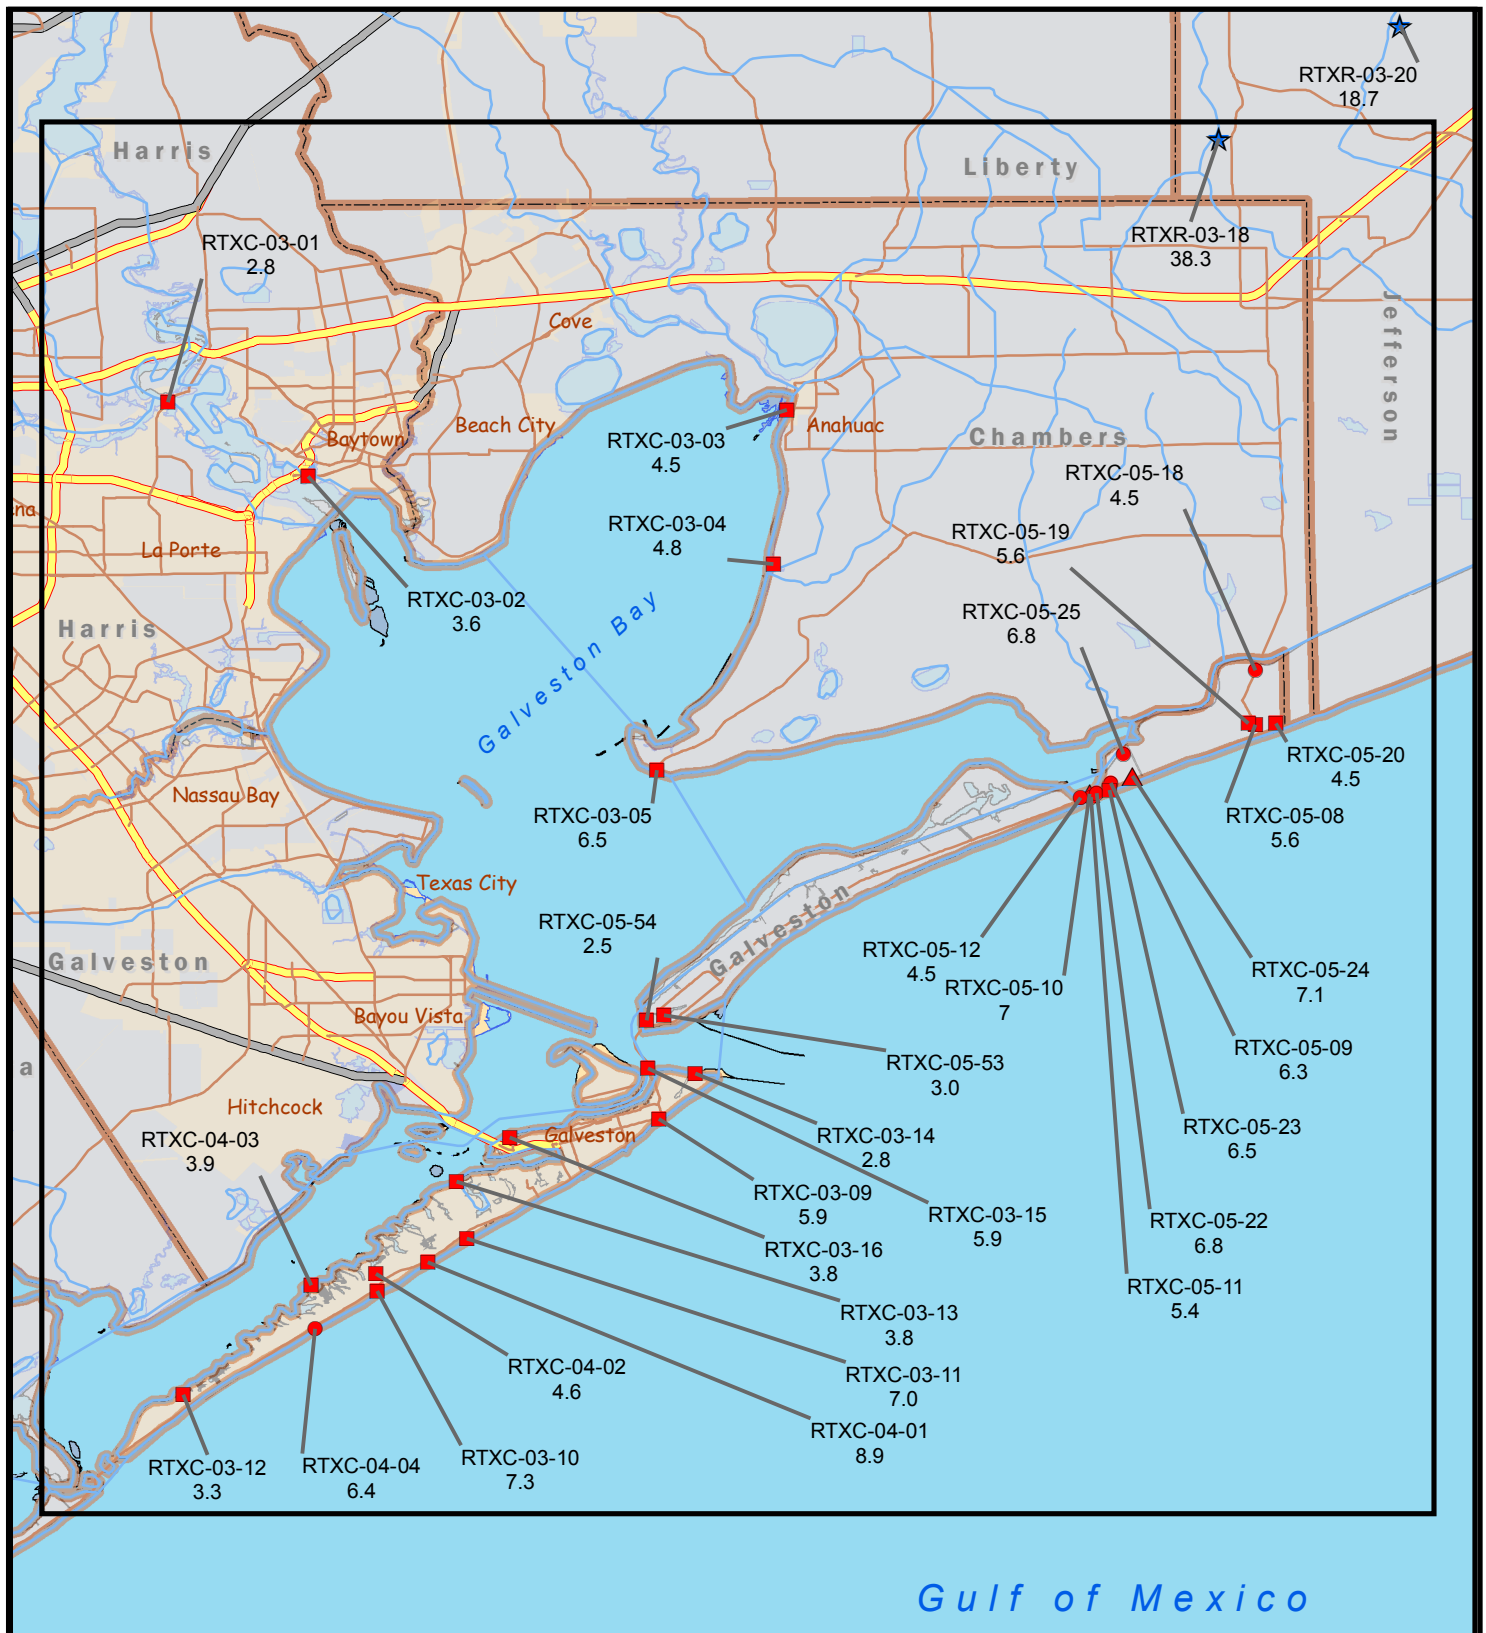 RTXR-03-20
18.7
Harris
Liberty
RTXC-03-01
2.8
RTXR-03-18
38.3
Jefferson
Cove
Beach City
Baytown
RTXC-03-03
4.5
Anahuac
Chambers
RTXC-05-18
4.5
na
La Porte
RTXC-03-04
4.8
RTXC-05-19
5.6
RTXC-03-02
3.6
RTXC-05-25
6.8
Harris
Galveston Bay
RTXC-05-20
4.5
Nassau Bay
RTXC-03-05
6.5
RTXC-05-08
5.6
Texas City
RTXC-05-54
2.5
Galveston
RTXC-05-12
4.5
Galveston
RTXC-05-10
7
RTXC-05-24
7.1
Bayou Vista
RTXC-05-53
3.0
RTXC-05-09
6.3
a
Hitchcock
RTXC-04-03
3.9
Galveston
RTXC-03-14
2.8
RTXC-05-23
6.5
RTXC-03-09
5.9
RTXC-03-15
5.9
RTXC-05-22
6.8
RTXC-03-16
3.8
RTXC-05-11
5.4
RTXC-03-13
3.8
RTXC-04-02
4.6
RTXC-03-11
7.0
RTXC-04-01
8.9
RTXC-03-12
3.3
RTXC-04-04
6.4
RTXC-03-10
7.3
Gulf of Mexico